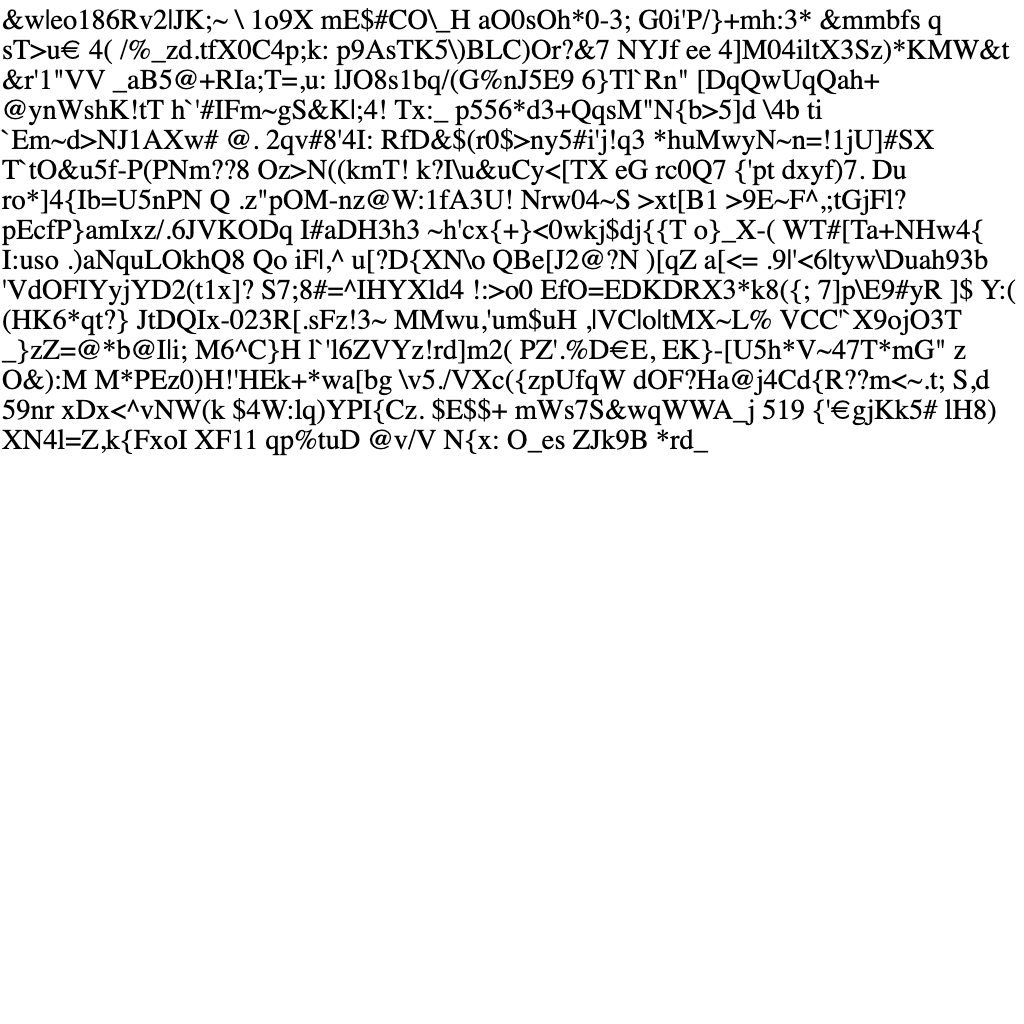 &w|eo186Rv2|JK;~ \ 1o9X mE$#CO\_H aO0sOh*0-3; G0i'P/}+mh:3* &mmbfs q
sT>u€ 4( /%_zd.tfX0C4p;k: p9AsTK5\)BLC)Or?&7 NYJf ee 4]M04iltX3Sz)*KMW&t
&r'1"VV _aB5@+RIa;T=,u: lJO8s1bq/(G%nJ5E9 6}Tl`Rn" [DqQwUqQah+
@ynWshK!tT h`'#IFm~gS&K|;4! Tx:_ p556*d3+QqsM"N{b>5]d \4b ti
`Em~d>NJ1AXw# @. 2qv#8'4I: RfD&$(r0$>ny5#i'j!q3 *huMwyN~n=!1jU]#SX
T`tO&u5f-P(PNm??8 Oz>N((kmT! k?I\u&uCy<[TX eG rc0Q7 {'pt dxyf)7. Du
ro*]4{Ib=U5nPN Q .z"pOM-nz@W:1fA3U! Nrw04~S >xt[B1 >9E~F^,;tGjFl?
pEcfP}amIxz/.6JVKODq I#aDH3h3 ~h'cx{+}<0wkj$dj{{T o}_X-( WT#[Ta+NHw4{
I:uso .)aNquLOkhQ8 Qo iF|,^ u[?D{XN\o QBe[J2@?N )[qZ a[<= .9|'<6|tyw\Duah93b
'VdOFIYyjYD2(t1x]? S7;8#=^IHYXld4 !:>o0 EfO=EDKDRX3*k8({; 7]p\E9#yR ]$ Y:(
(HK6*qt?} JtDQIx-023R[.sFz!3~ MMwu,'um$uH ,|VC|o|tMX~L% VCC'`X9ojO3T
_}zZ=@*b@I|i; M6^C}H l`'l6ZVYz!rd]m2( PZ'.%D€E, EK}-[U5h*V~47T*mG" z
O&):M M*PEz0)H!'HEk+*wa[bg \v5./VXc({zpUfqW dOF?Ha@j4Cd{R??m<~.t; S,d
59nr xDx<^vNW(k $4W:lq)YPI{Cz. $E$$+ mWs7S&wqWWA_j 519 {'€gjKk5# lH8)
XN4l=Z,k{FxoI XF11 qp%tuD @v/V N{x: O_es ZJk9B *rd_